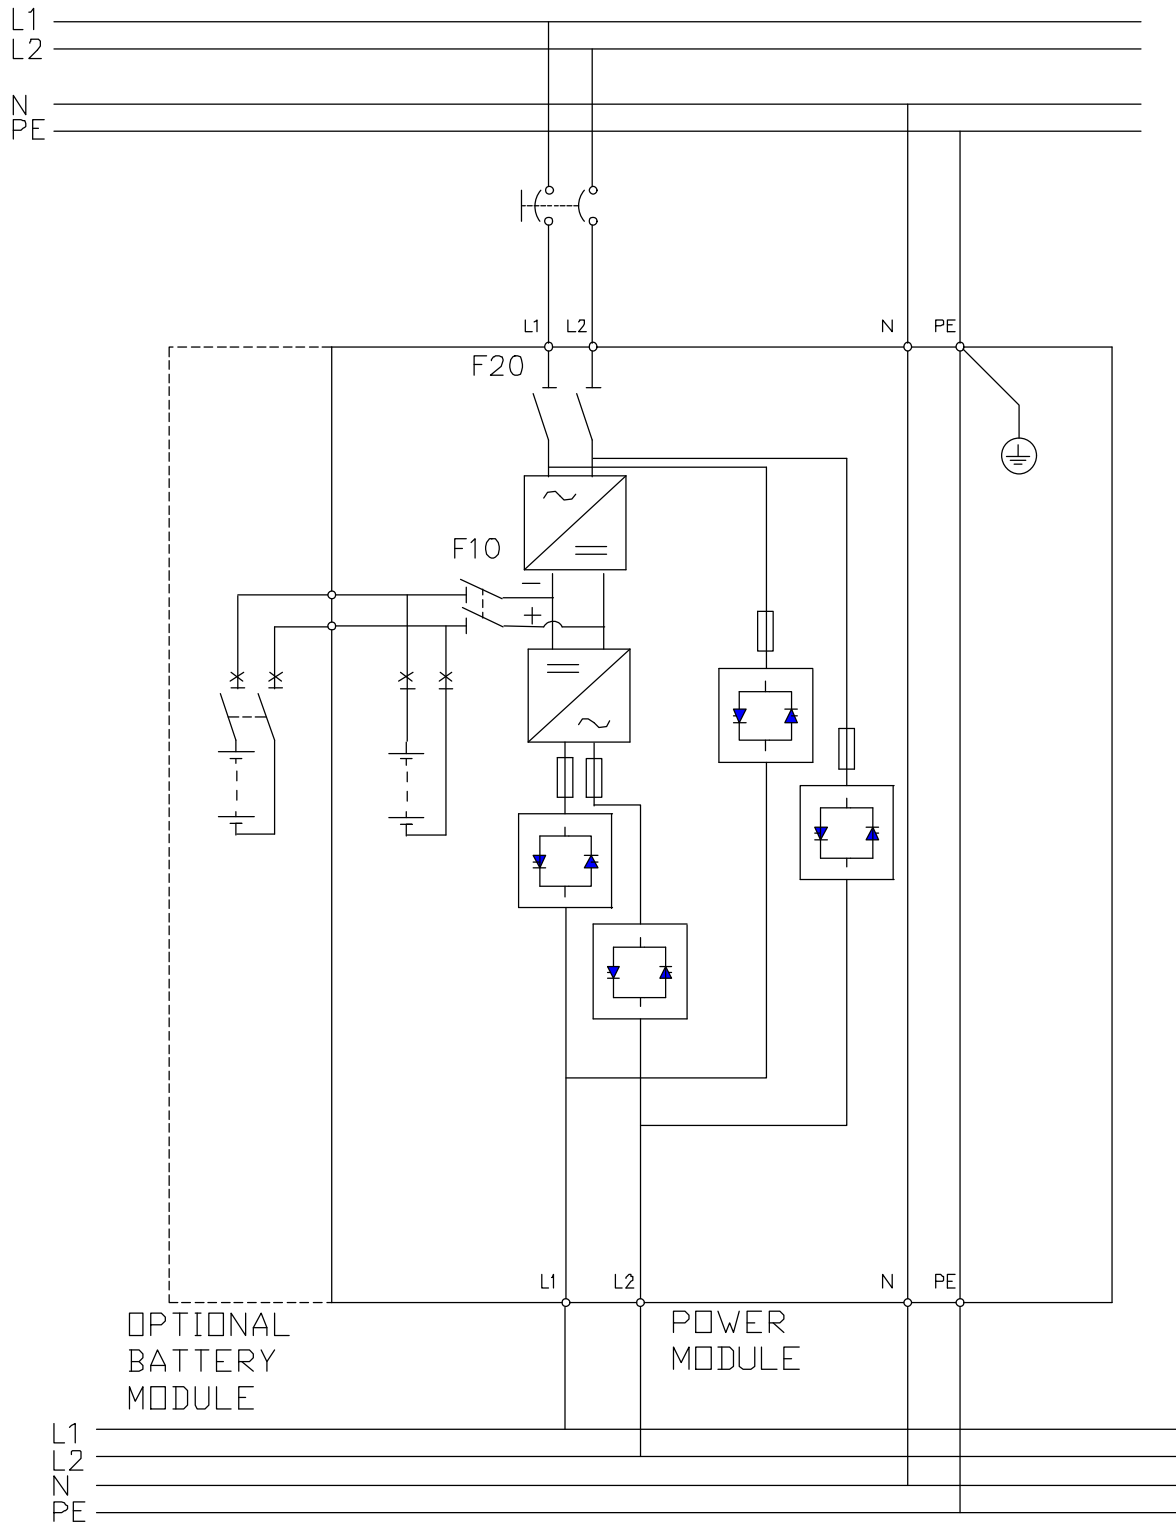 L1
L2
N
PE
L1 L2 N PE
F20
F10
−
+
L1 L2 N PE
OPTIONAL
BATTERY
MODULE
POWER
MODULE
L1
L2
N
PE